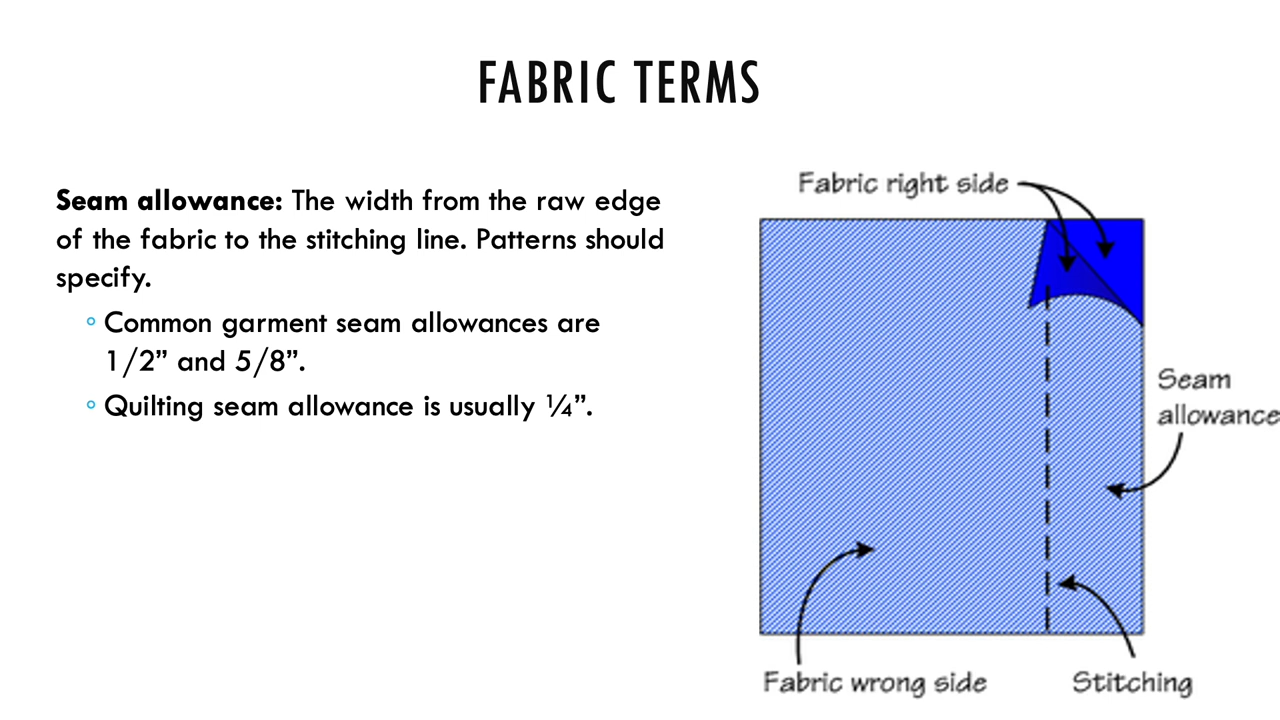 FABRIC TERMS
Seam allowance: The width from the raw edge
of the fabric to the stitching line. Patterns should
specify.
◦ Common garment seam allowances are
1/2” and 5/8”.
◦ Quilting seam allowance is usually ¼”.
Fabric right side
Seam
allowance
Fabric wrong side
Stitching